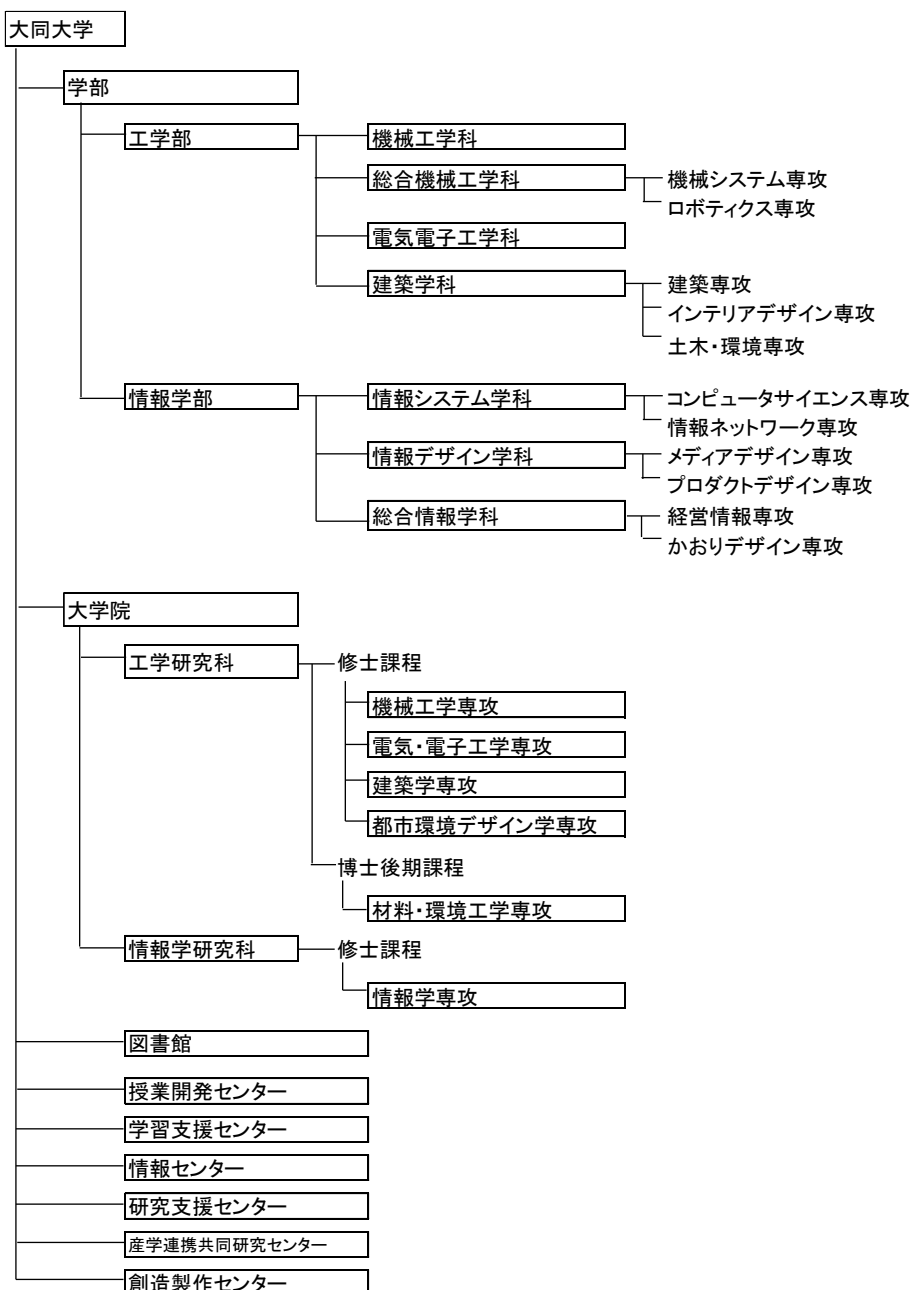 大同大学
学部
工学部
機械工学科
総合機械工学科
機械システム専攻
ロボティクス専攻
電気電子工学科
建築学科
建築専攻
インテリアデザイン専攻
土木・環境専攻
情報学部
情報システム学科
コンピュータサイエンス専攻
情報ネットワーク専攻
情報デザイン学科
メディアデザイン専攻
プロダクトデザイン専攻
総合情報学科
経営情報専攻
かおりデザイン専攻
大学院
工学研究科
修士課程
機械工学専攻
電気・電子工学専攻
建築学専攻
都市環境デザイン学専攻
博士後期課程
材料・環境工学専攻
情報学研究科
修士課程
情報学専攻
図書館
授業開発センター
学習支援センター
情報センター
研究支援センター
産学連携共同研究センター
創造製作センター